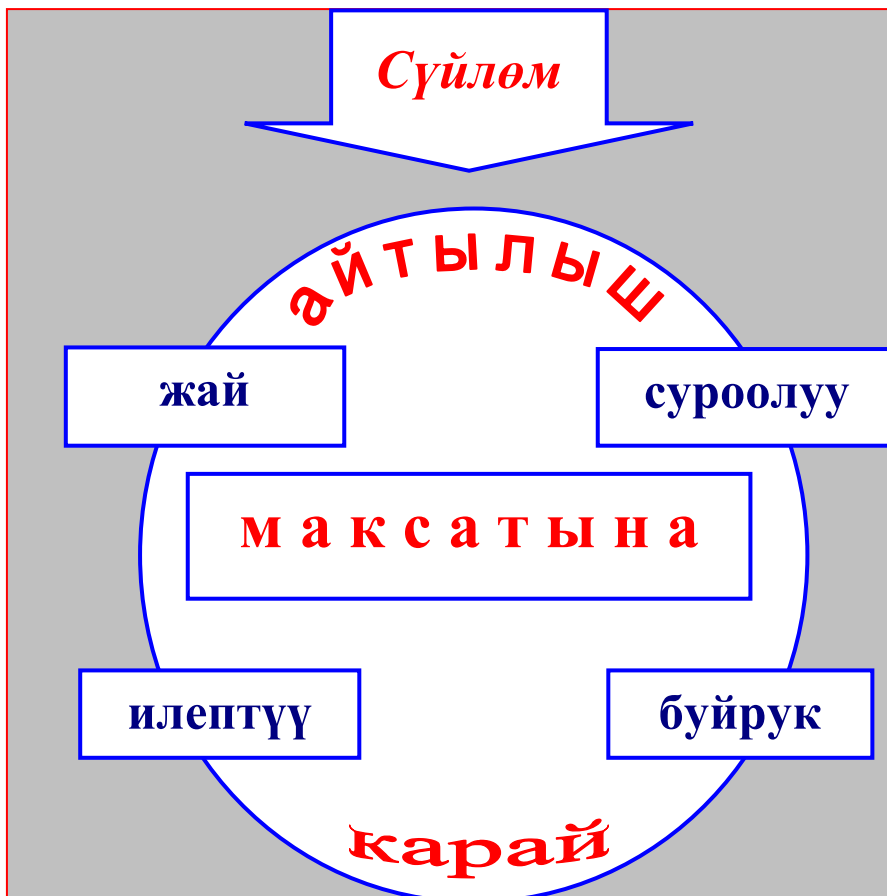 Сүйлөм
айтылыш
жай
суроолуу
максатына
илептүү
буйрук
карай